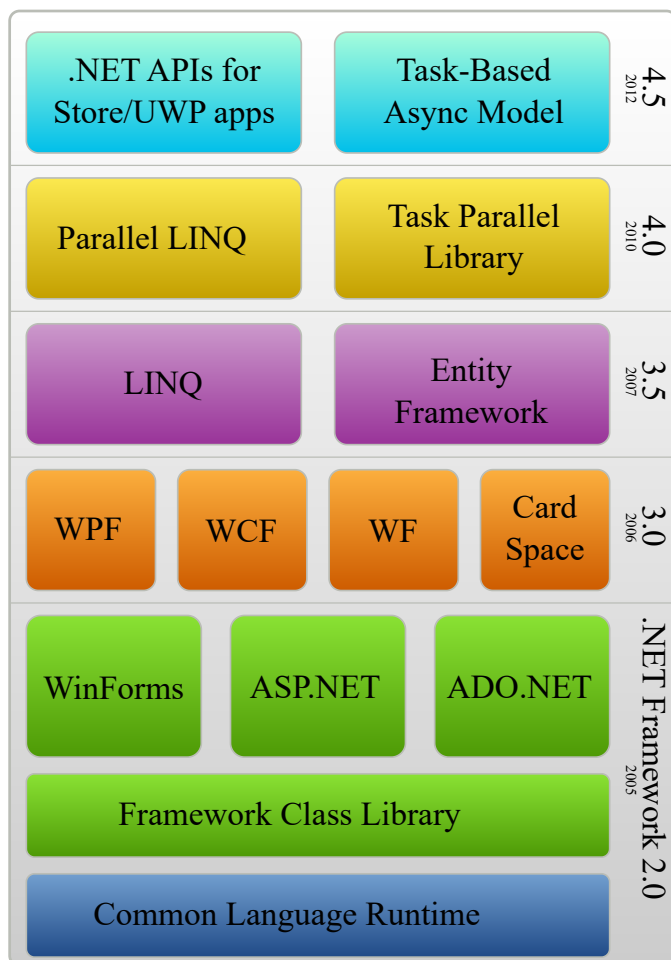 .NET APIs for
Store/UWP apps
Task-Based
Async Model
4.5
2012
Parallel LINQ
Task Parallel
Library
4.0
2010
LINQ
Entity
Framework
3.5
2007
WPF
WCF
WF
Card
Space
3.0
2006
WinForms
ASP.NET
ADO.NET
Framework Class Library
Common Language Runtime
.NET Framework 2.0
2005